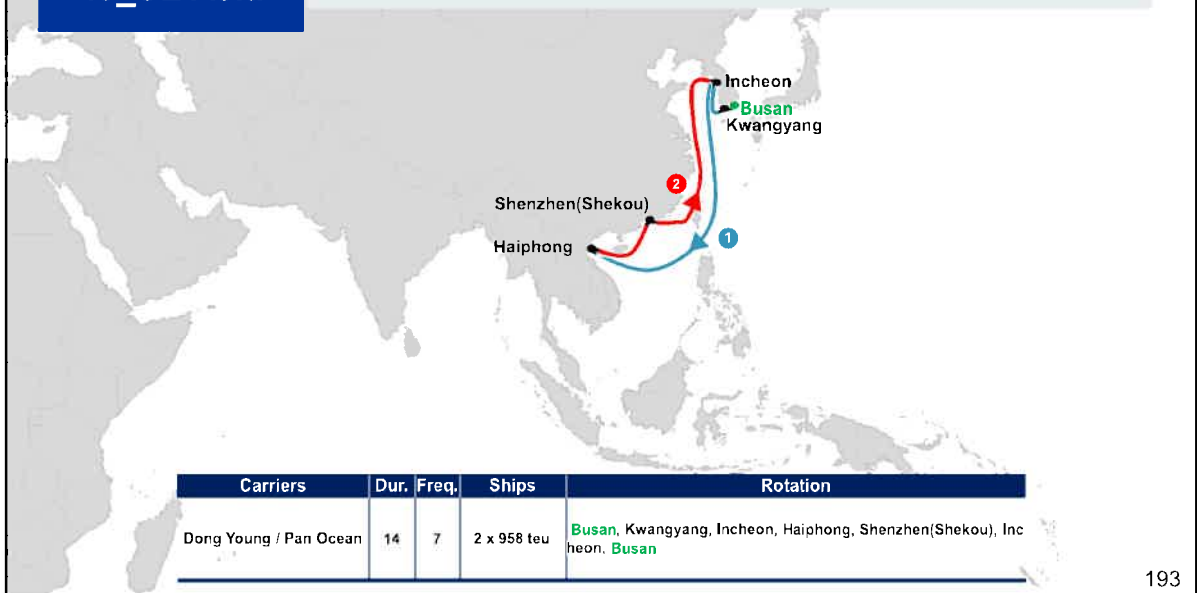 Incheon
Busan
Kwangyang
2
Shenzhen(Shekou)
1
Haiphong
Carriers Dur. Freq. Ships Rotation
Dong Young / Pan Ocean 14 7 2 x 958 teu Busan, Kwangyang, Incheon, Haiphong, Shenzhen(Shekou), Inc
heon, Busan
193